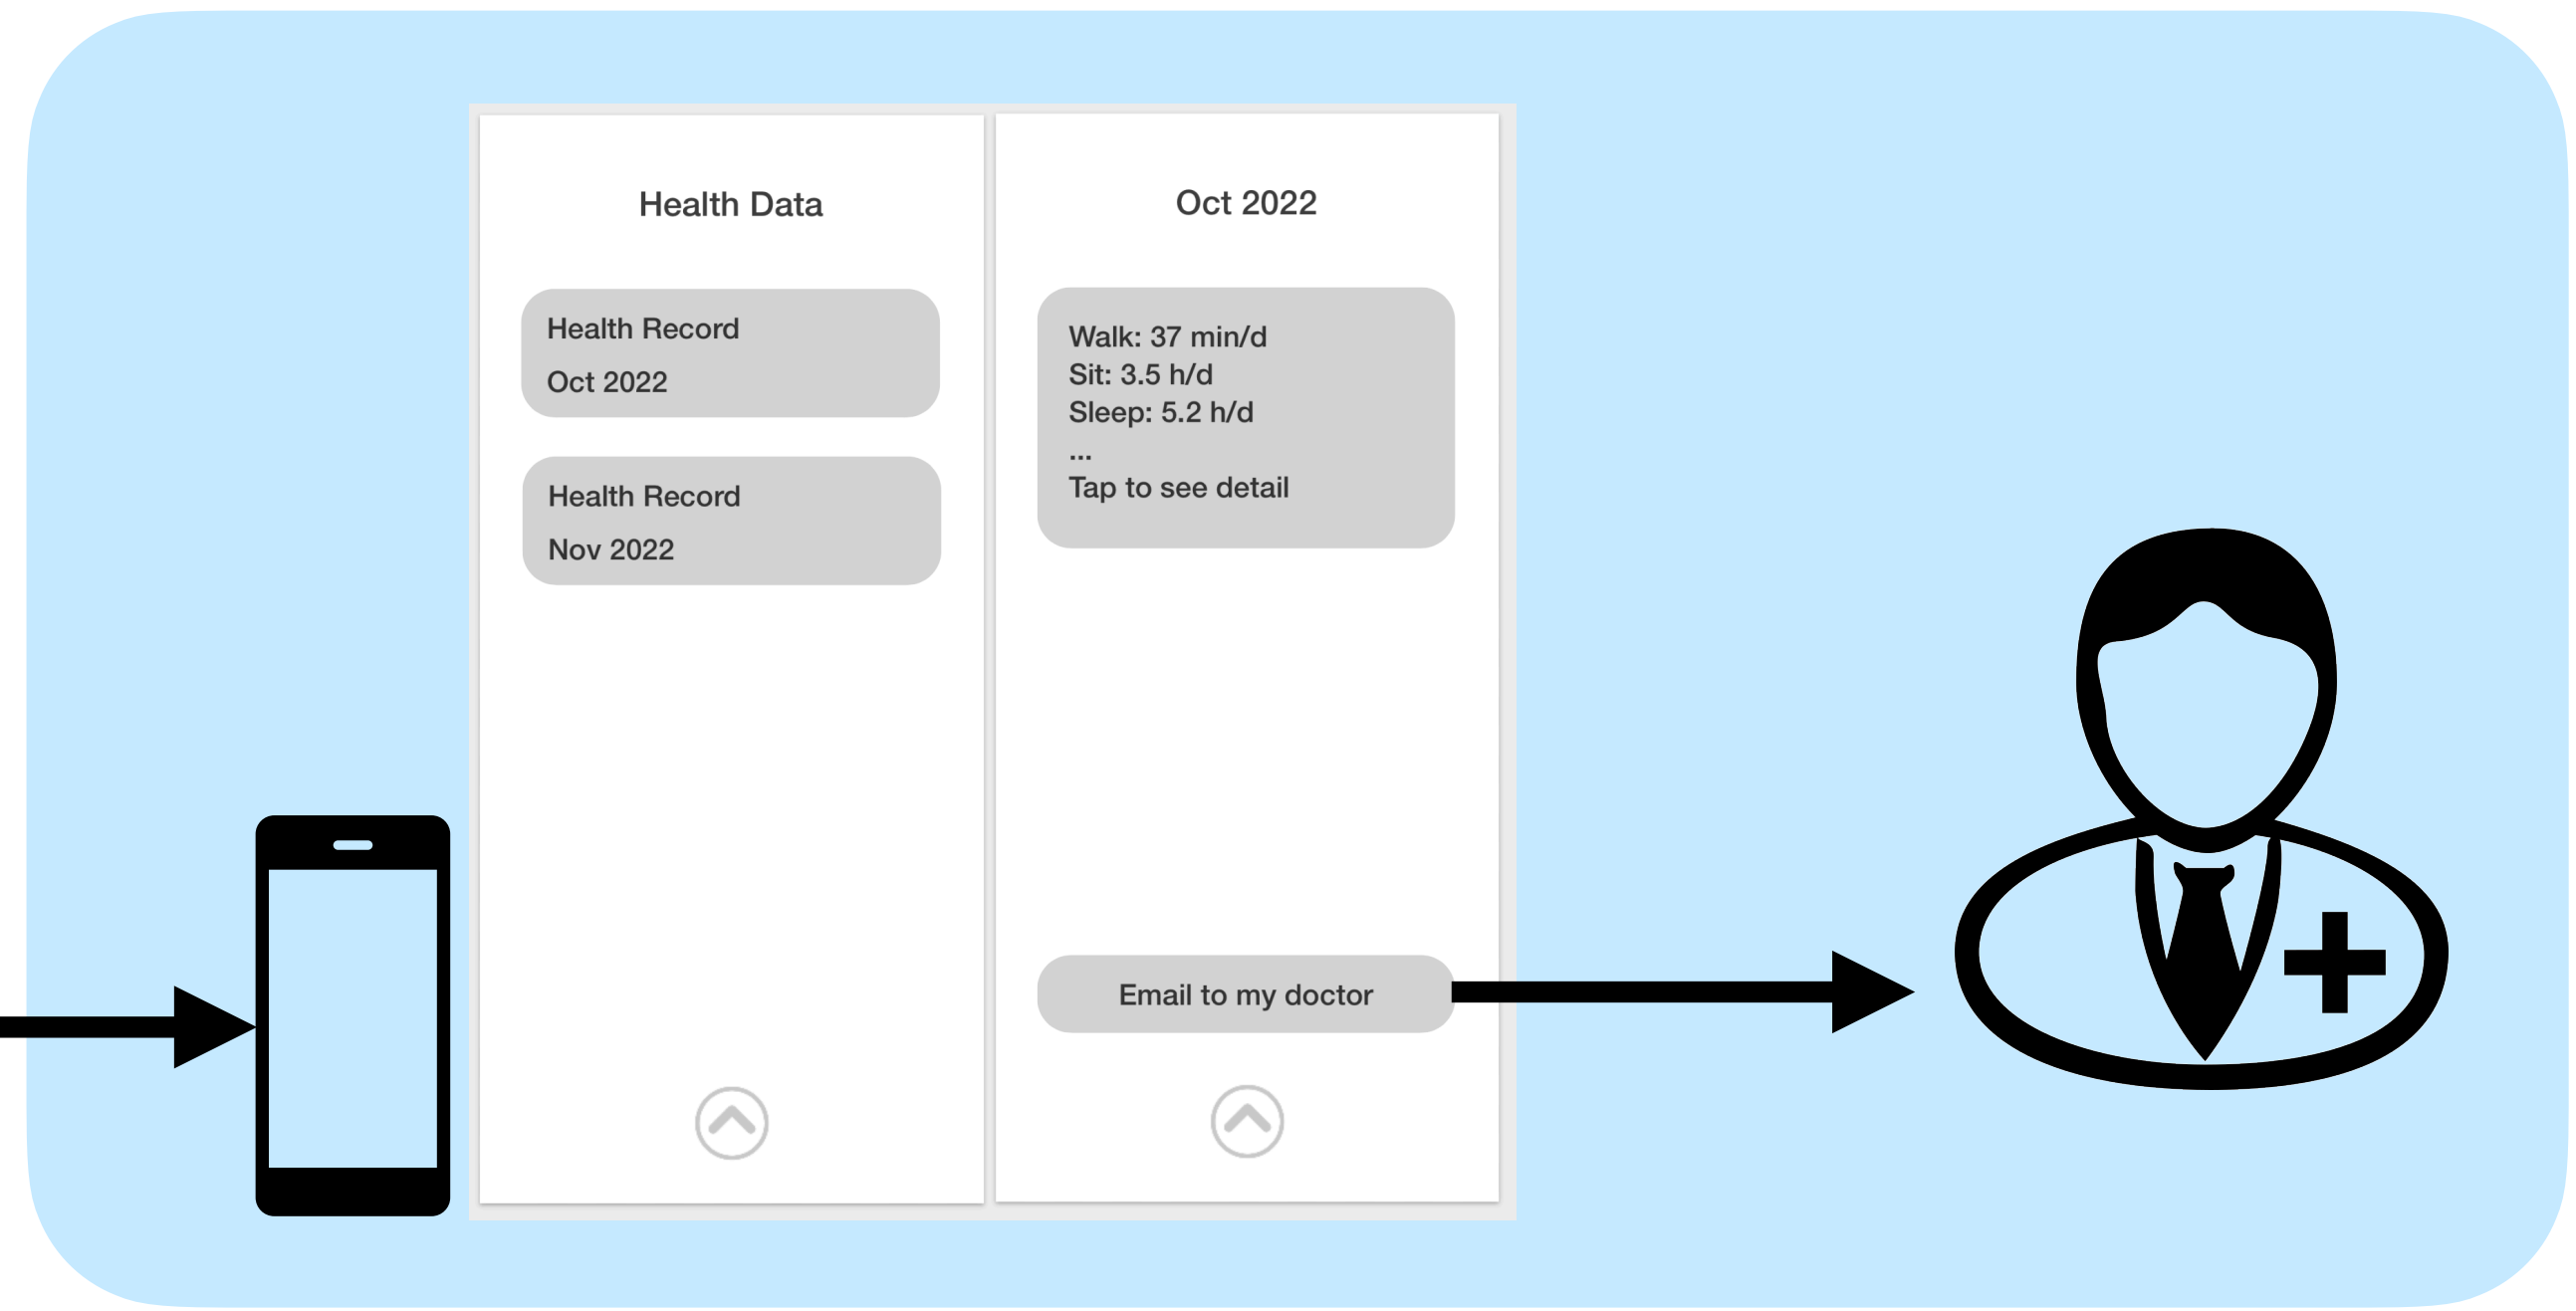 Health Data
Health Record
Oct 2022
Health Record
Nov 2022
Oct 2022
Walk: 37 min/d
Sit: 3.5 h/d
Sleep: 5.2 h/d
...
Tap to see detail
Email to my doctor